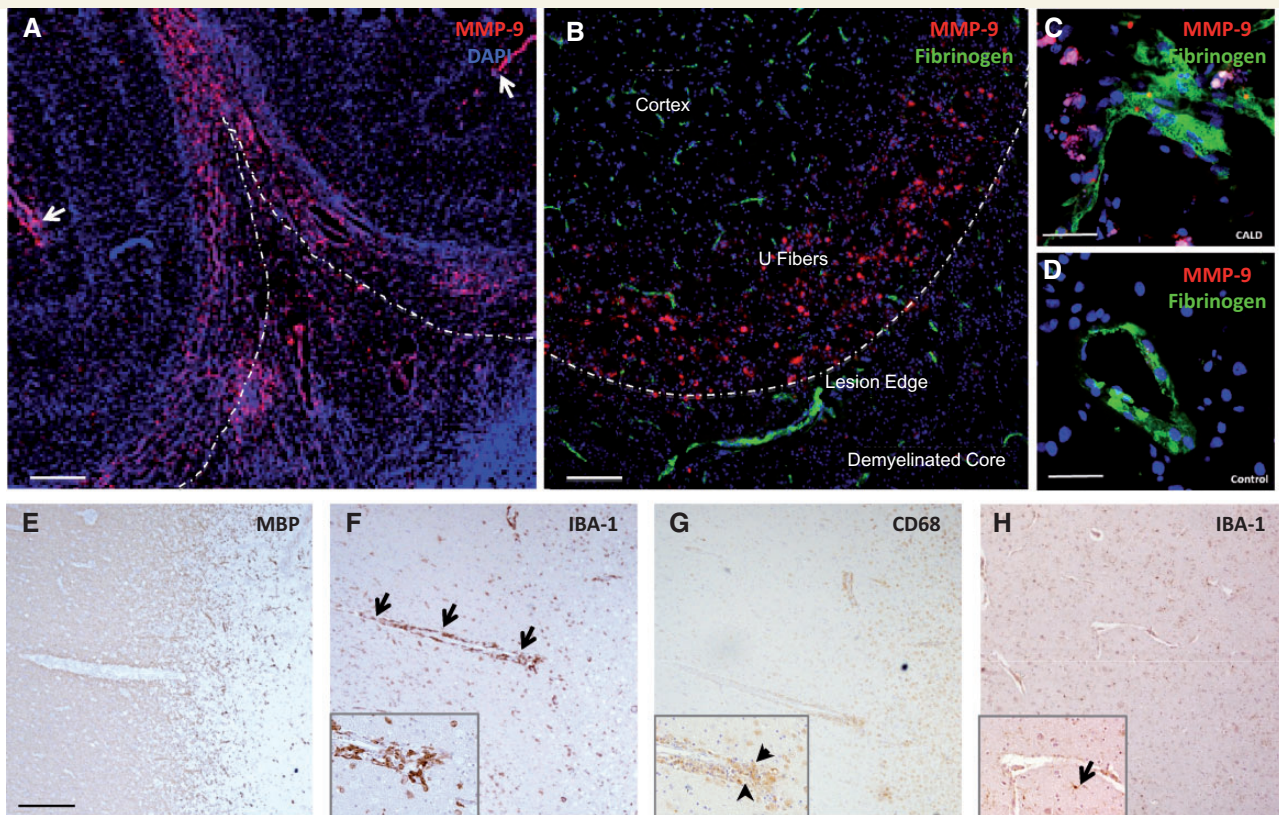 A
MMP-9
DAPI
B
MMP-9
Fibrinogen
Cortex
U Fibers
Lesion Edge
Demyelinated Core
C
MMP-9
Fibrinogen
CALD
D
MMP-9
Fibrinogen
Control
E
MBP
F
IBA-1
G
CD68
H
IBA-1